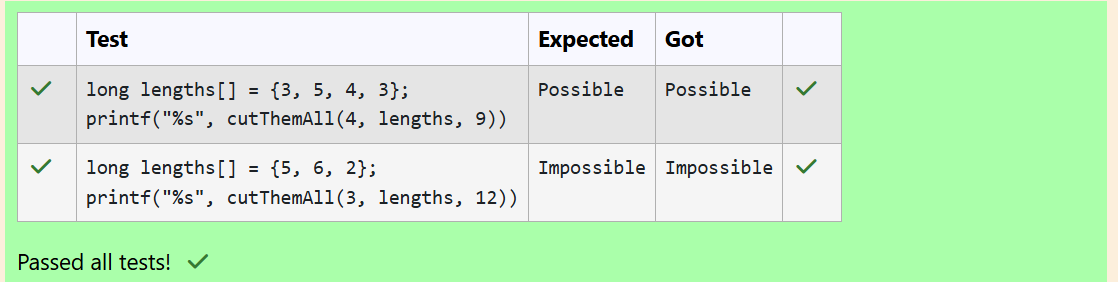 Test Expected Got
long lengths[] = {3, 5, 4, 3}; Possible Possible
printf("%s", cutThemAll(4, lengths, 9))
long lengths[] = {5, 6, 2}; Impossible Impossible
printf("%s", cutThemAll(3, lengths, 12))
Passed all tests!